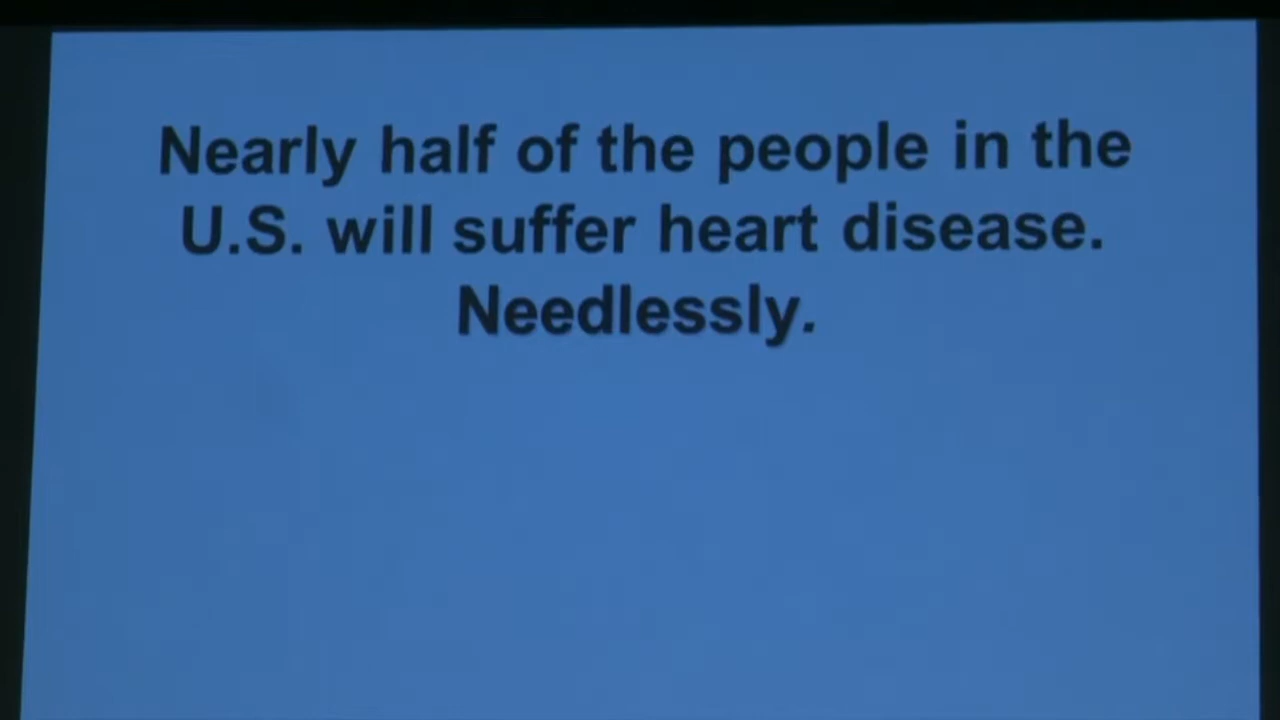 Nearly half of the people in the
U.S. will suffer heart disease.
Needlessly.